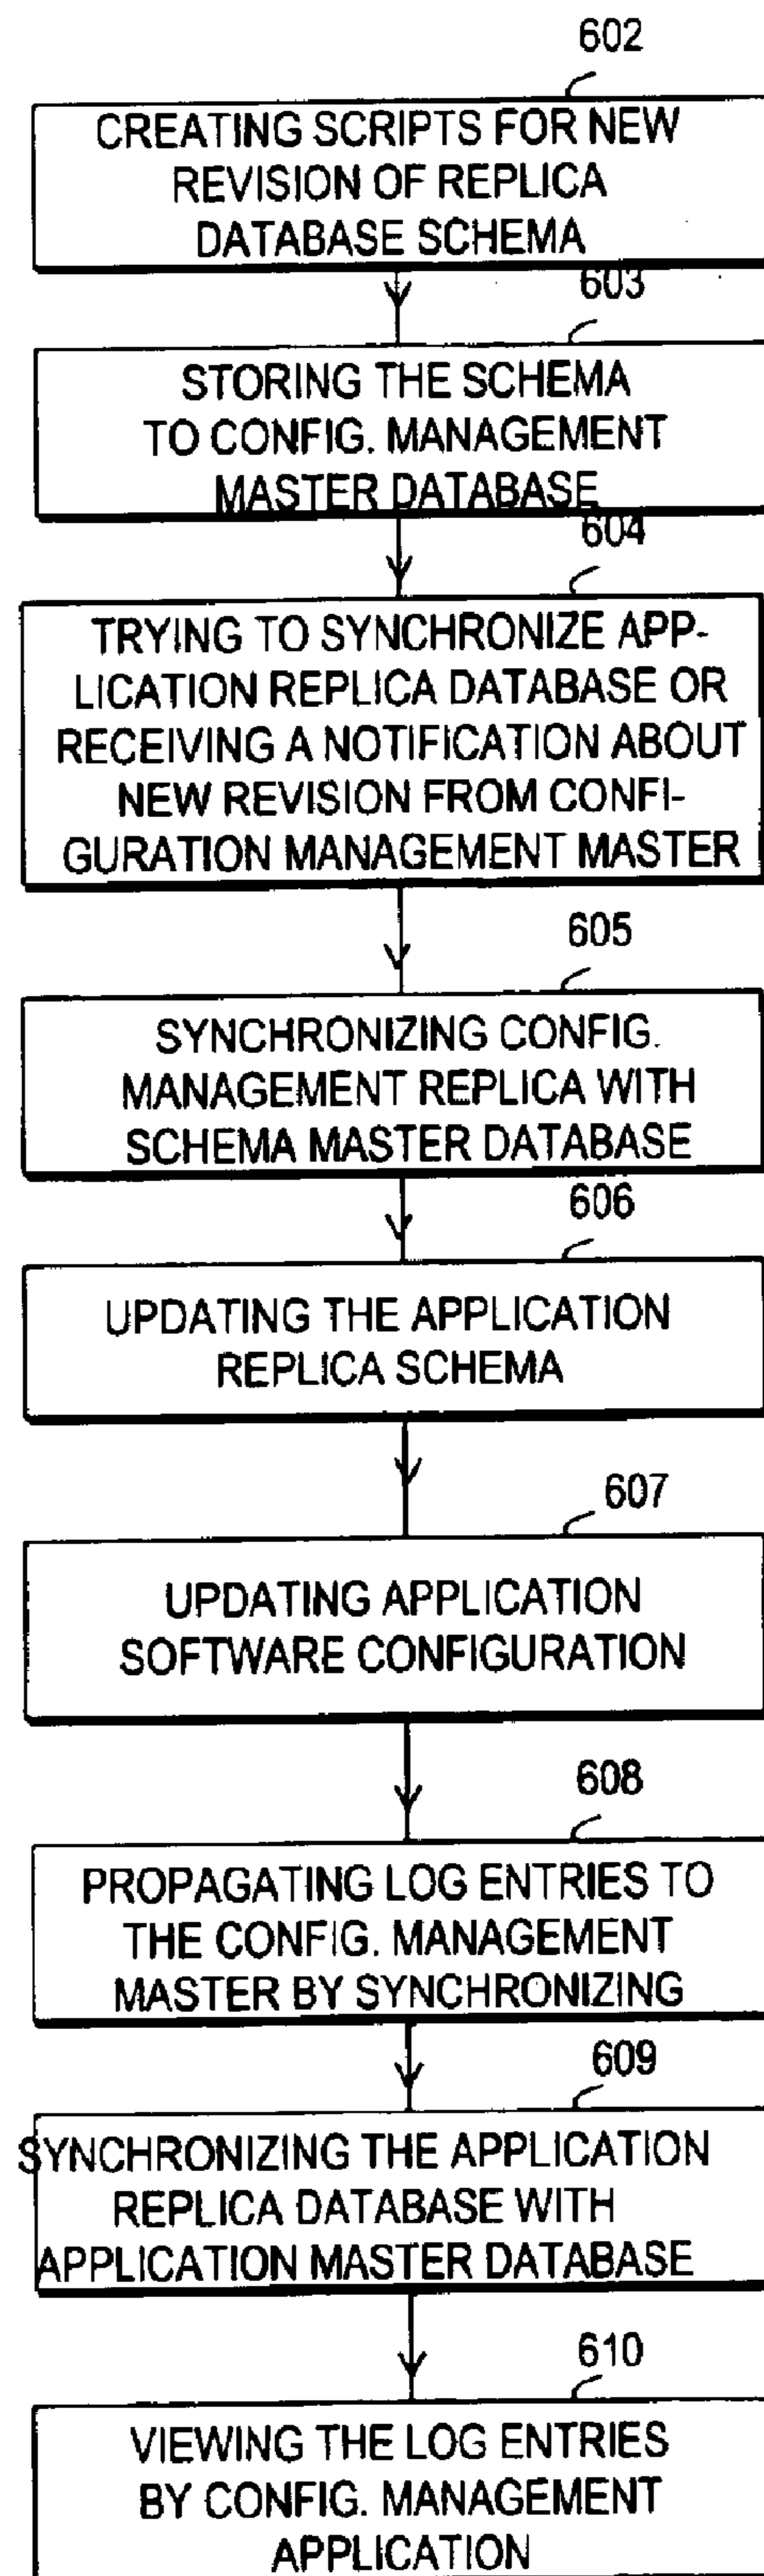 602
CREATING SCRIPTS FOR NEW
REVISION OF REPLICA
DATABASE SCHEMA
603
STORING THE SCHEMA
TO CONFIG. MANAGEMENT
MASTER DATABASE
604
TRYING TO SYNCHRONIZE APP-
LICATION REPLICA DATABASE OR
RECEIVING A NOTIFICATION ABOUT
NEW REVISION FROM CONFI-
GURATION MANAGEMENT MASTER
605
SYNCHRONIZING CONFIG.
MANAGEMENT REPLICA WITH
SCHEMA MASTER DATABASE
606
UPDATING THE APPLICATION
REPLICA SCHEMA
607
UPDATING APPLICATION
SOFTWARE CONFIGURATION
608
PROPAGATING LOG ENTRIES TO
THE CONFIG. MANAGEMENT
MASTER BY SYNCHRONIZING
609
SYNCHRONIZING THE APPLICATION
REPLICA DATABASE WITH
APPLICATION MASTER DATABASE
610
VIEWING THE LOG ENTRIES
BY CONFIG. MANAGEMENT
APPLICATION